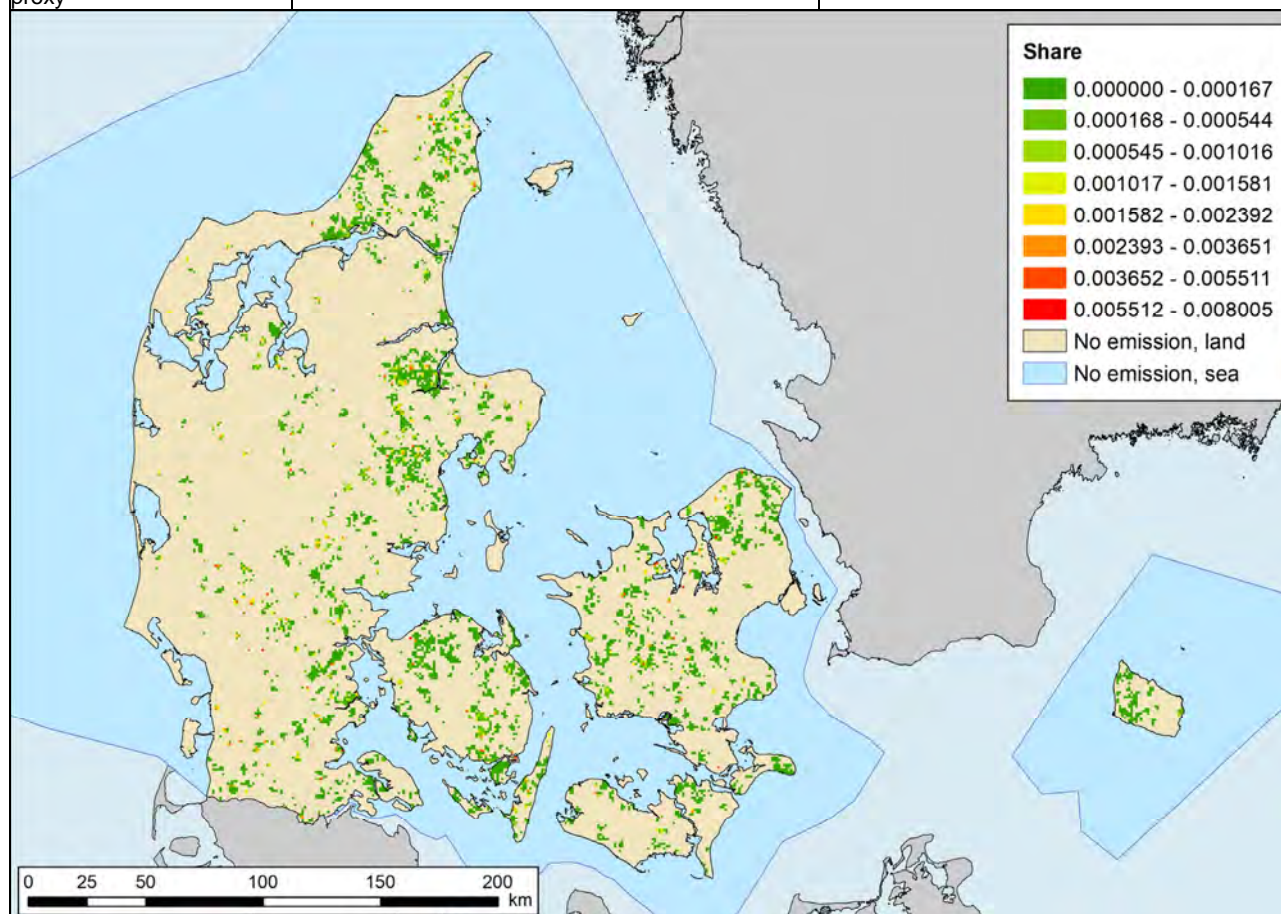 proxy
Share
0.000000 - 0.000167
0.000168 - 0.000544
0.000545 - 0.001016
0.001017 - 0.001581
0.001582 - 0.002392
0.002393 - 0.003651
0.003652 - 0.005511
0.005512 - 0.008005
No emission, land
No emission, sea
0 25 50 100 150 200
km